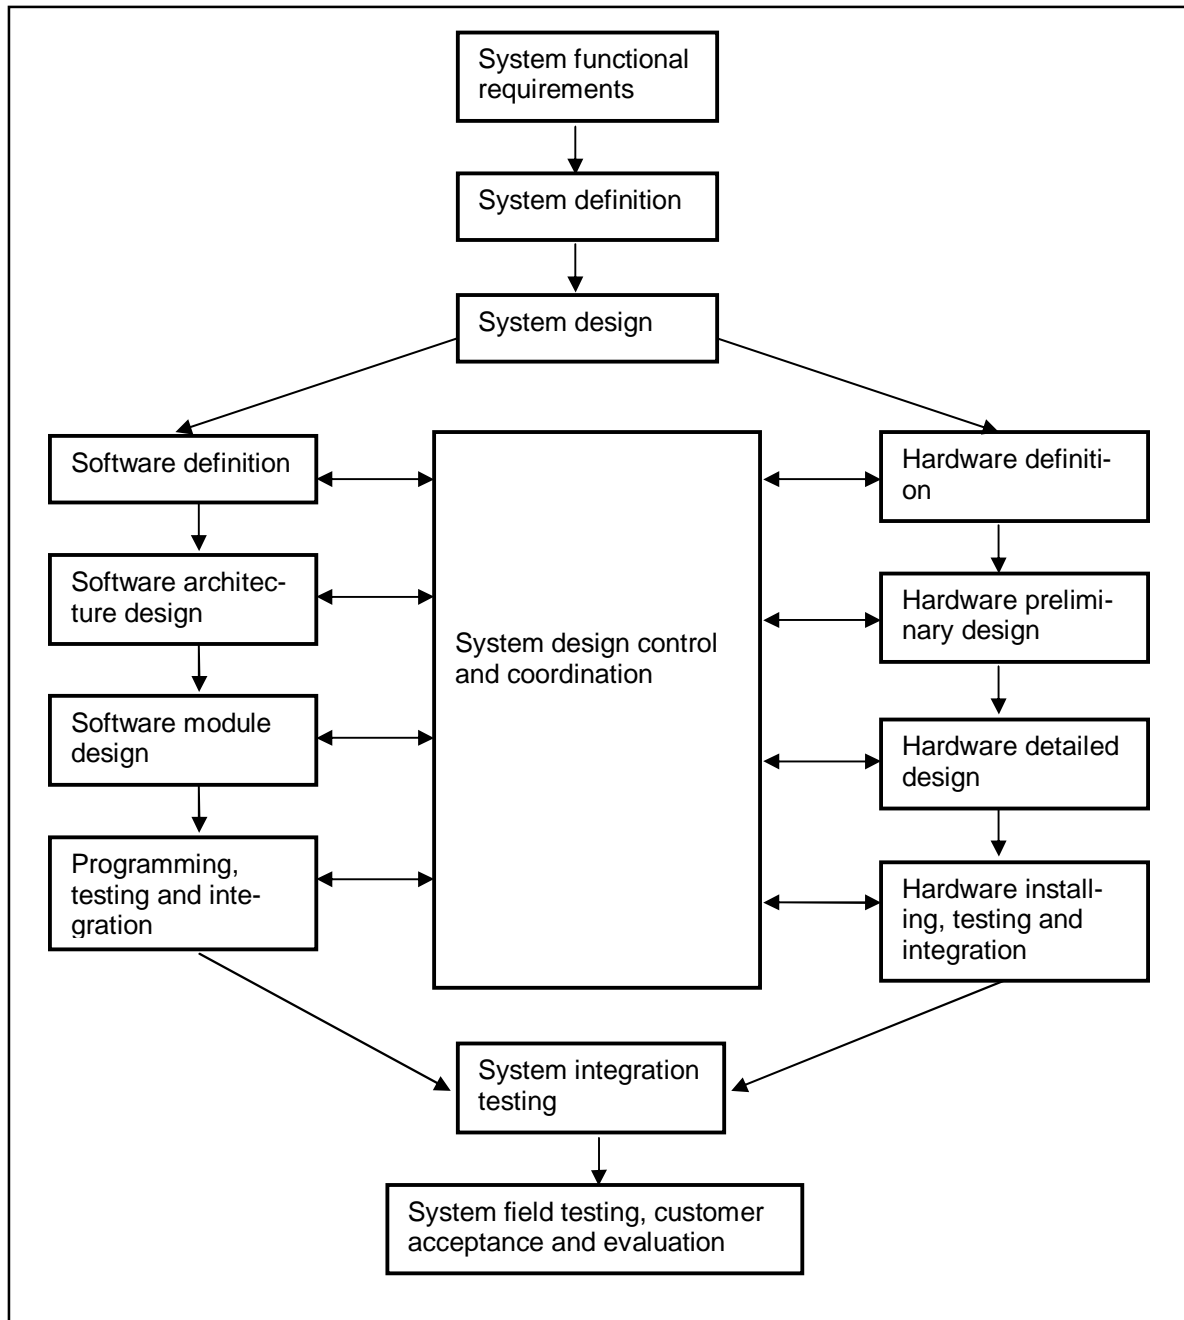 System functional
requirements
System definition
System design
Software definition
Software architec-
ture design
Software module
design
Programming,
testing and inte-
gration
System design control
and coordination
Hardware definiti-
on
Hardware prelimi-
nary design
Hardware detailed
design
Hardware install-
ing, testing and
integration
System integration
testing
System field testing, customer
acceptance and evaluation